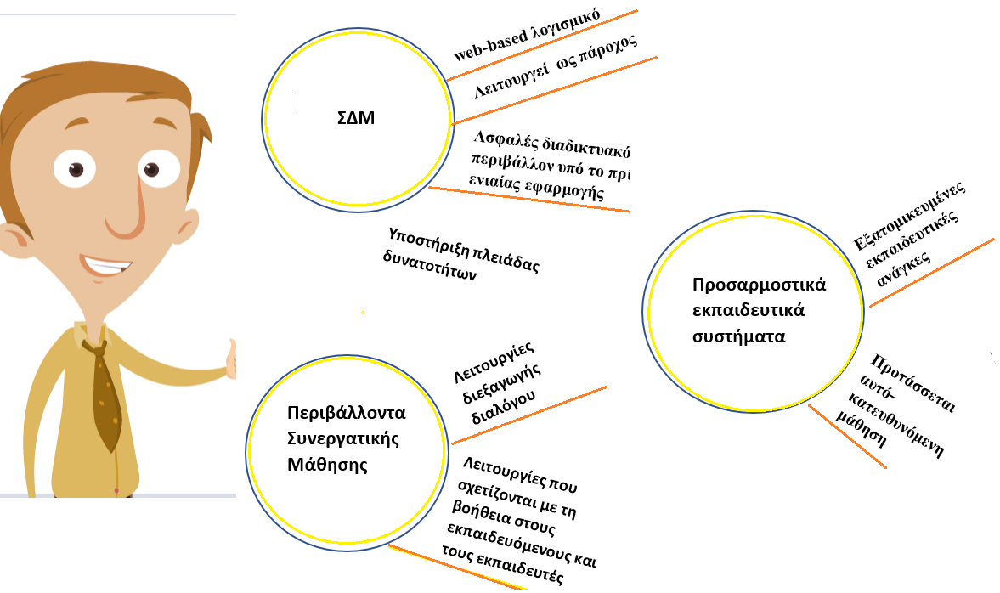 ΣΔΜ
web-based λογισμικό
Λειτουργεί ως πάροχος
Ασφαλές διαδικτυακό
περιβάλλον υπό το
ενιαίας εφαρμογής
Υποστήριξη πλειάδας
δυνατοτήτων
Περιβάλλοντα
Συνεργατικής
Μάθησης
Λειτουργίες
διεξαγωγής
διαλόγου
Λειτουργίες που
σχετίζονται με τη
βοήθεια στους
εκπαιδευόμενους και
τους εκπαιδευτές
Προσαρμοστικά
εκπαιδευτικά
συστήματα
Εξατομικευμένες
εκπαιδευτικές
ανάγκες
Προτάσσεται
αυτό-
κατευθυνόμενη
μάθηση